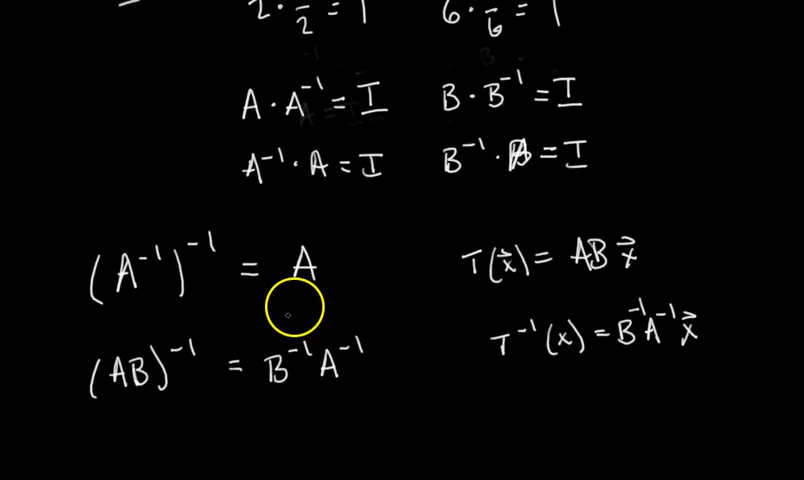 2 · 1/2 = 1 6 · 1/6 = 1
A · A⁻¹ = I B · B⁻¹ = I
A⁻¹ · A = I B⁻¹ · B = I
(A⁻¹)⁻¹ = A T(x⃗) = AB x⃗
(AB)⁻¹ = B⁻¹A⁻¹ T⁻¹(x) = B⁻¹A⁻¹ x⃗